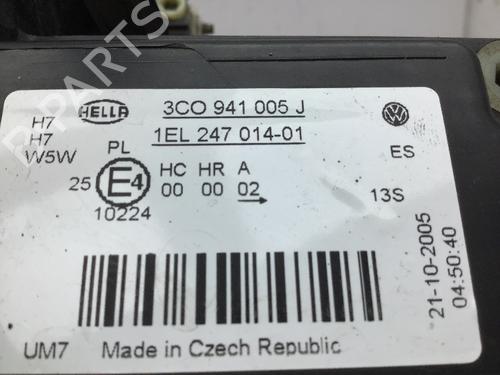 HELLA
3CO 941 005 J
1EL 247 014-01
H7
H7
W5W
PL
25
E4
10224
HC HR A
00 00 02
ES
13S
21-10-2005
04:50:40
UM7
Made in Czech Republic
B-PARTS